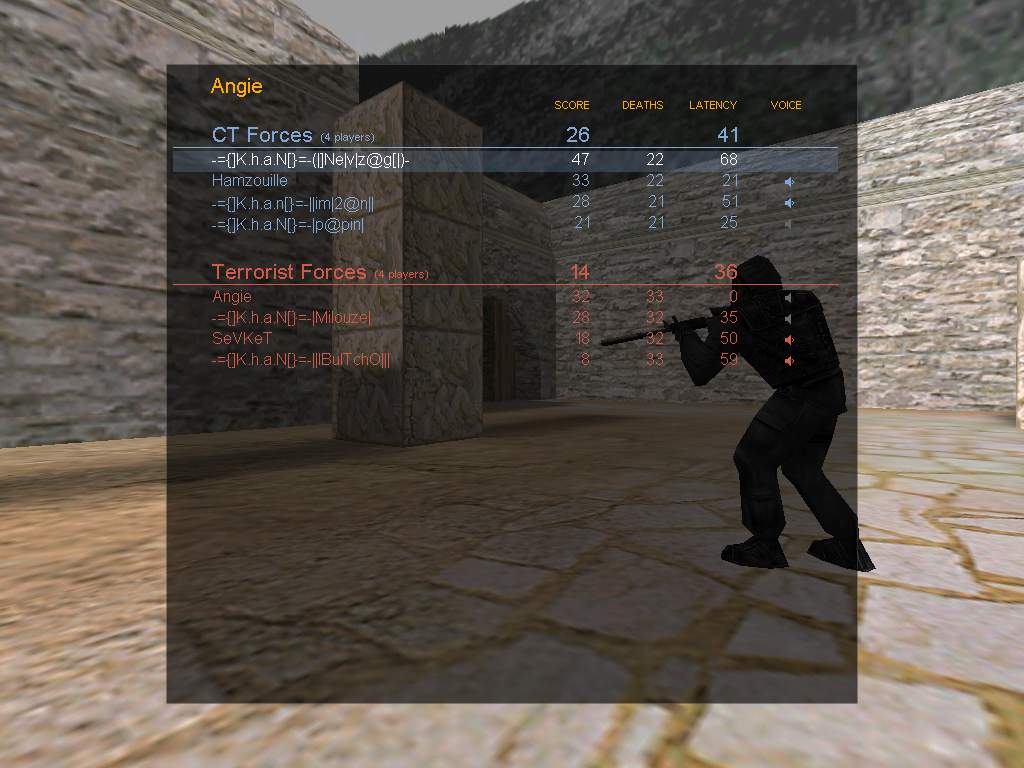 Angie
SCORE DEATHS LATENCY VOICE
CT Forces (4 players) 26 41
-={]K.h.a.N[}=-([]Ne|v|z@g[])- 47 22 68
Hamzouille 33 22 21
-={]K.h.a.n[}=-||im|2@n|| 28 21 51
-={]K.h.a.N[}=-|p@pin| 21 21 25
Terrorist Forces (4 players) 14 36
Angie 32 33 0
-={]K.h.a.N[}=-|Milouze| 28 32 35
SeVKeT 18 32 50
-={]K.h.a.N[}=-||lBulTchO||| 8 33 59